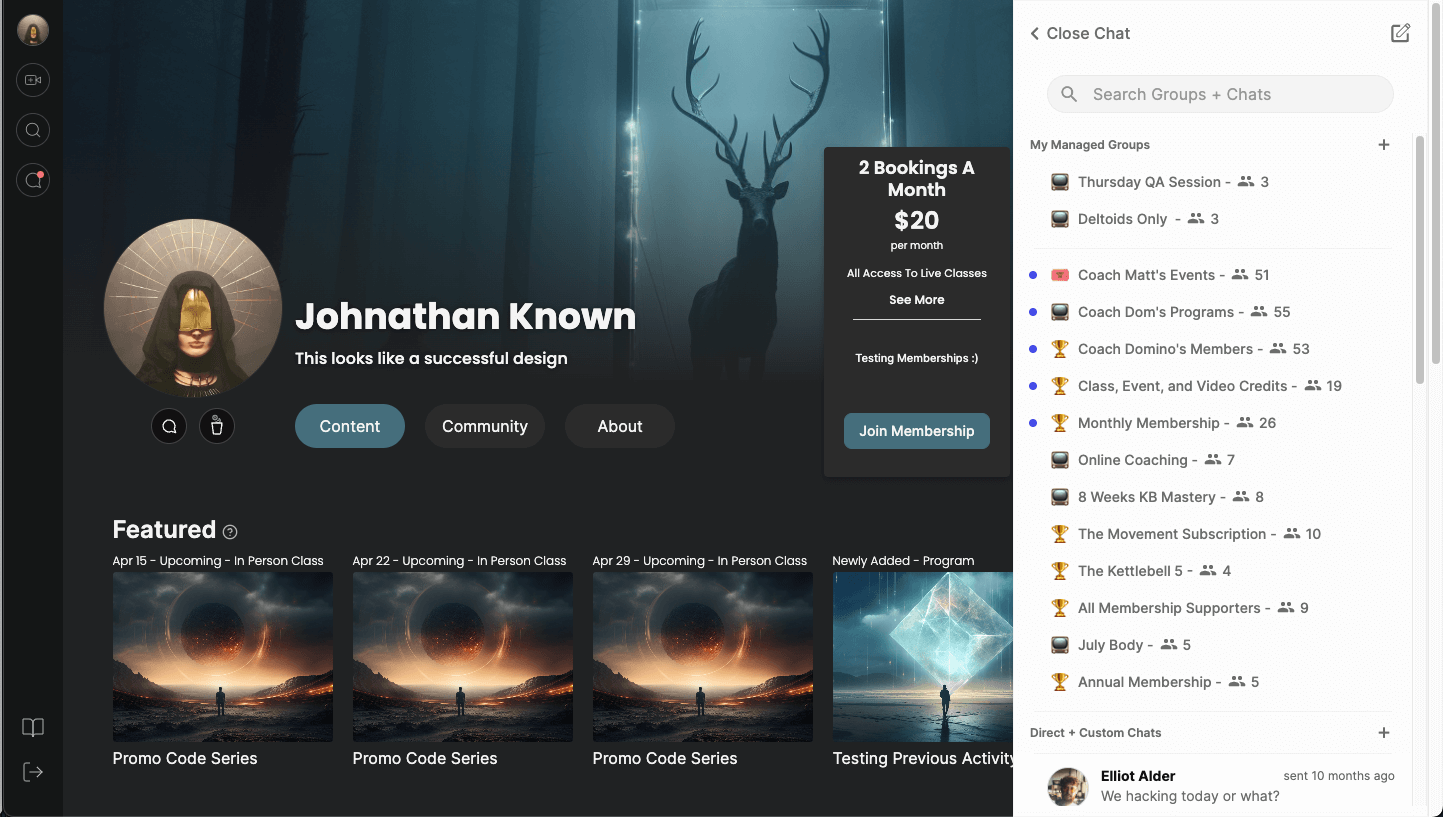 Johnathan Known
This looks like a successful design
Content
Community
About
2 Bookings A
Month
$20
per month
All Access To Live Classes
See More
Testing Memberships :)
Join Membership
Featured
Apr 15 - Upcoming - In Person Class
Promo Code Series
Apr 22 - Upcoming - In Person Class
Promo Code Series
Apr 29 - Upcoming - In Person Class
Promo Code Series
Newly Added - Program
Testing Previous Activity
Close Chat
Search Groups + Chats
My Managed Groups
Thursday QA Session - 3
Deltoids Only - 3
Coach Matt's Events - 51
Coach Dom's Programs - 55
Coach Domino's Members - 53
Class, Event, and Video Credits - 19
Monthly Membership - 26
Online Coaching - 7
8 Weeks KB Mastery - 8
The Movement Subscription - 10
The Kettlebell 5 - 4
All Membership Supporters - 9
July Body - 5
Annual Membership - 5
Direct + Custom Chats
Elliot Alder sent 10 months ago
We hacking today or what?